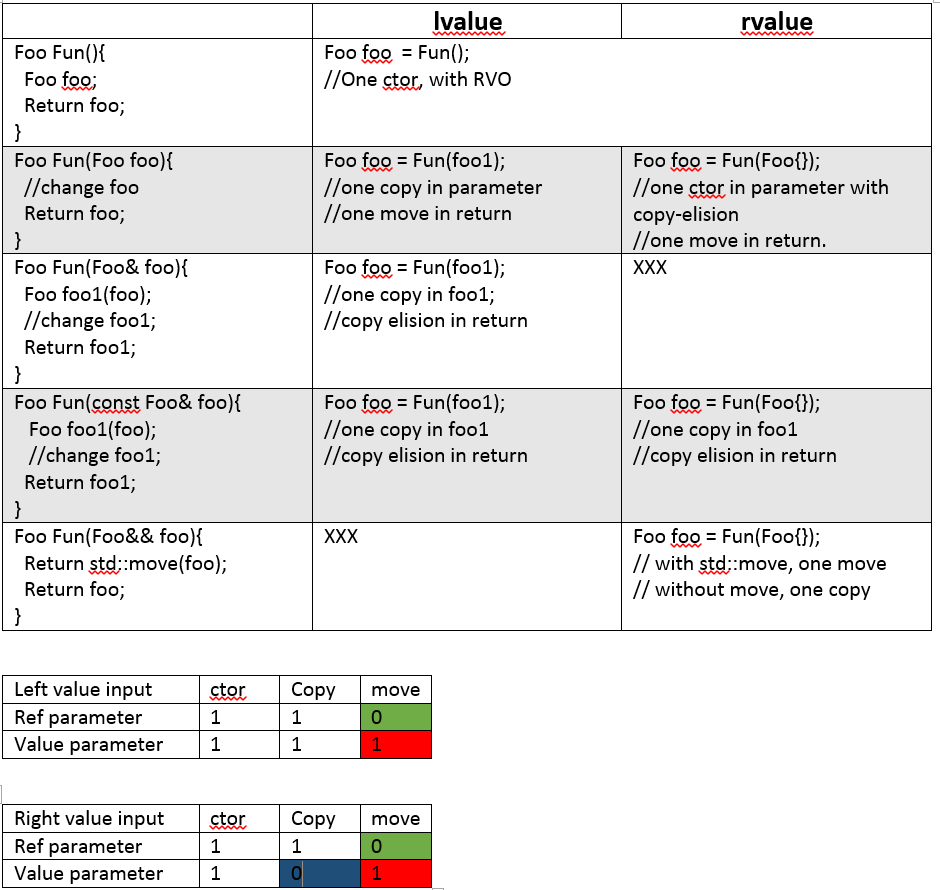 lvalue rvalue
Foo Fun(){
Foo foo;
Return foo;
}
Foo foo = Fun();
//One ctor, with RVO
Foo Fun(Foo foo){
//change foo
Return foo;
}
Foo foo = Fun(foo1);
//one copy in parameter
//one move in return
Foo foo = Fun(Foo{});
//one ctor in parameter with
copy-elision
//one move in return.
Foo Fun(Foo& foo){
Foo foo1(foo);
//change foo1;
Return foo1;
}
Foo foo = Fun(foo1);
//one copy in foo1;
//copy elision in return
XXX
Foo Fun(const Foo& foo){
Foo foo1(foo);
//change foo1;
Return foo1;
}
Foo foo = Fun(foo1);
//one copy in foo1
//copy elision in return
Foo foo = Fun(Foo{});
//one copy in foo1
//copy elision in return
Foo Fun(Foo&& foo){
Return std::move(foo);
Return foo;
}
XXX
Foo foo = Fun(Foo{});
// with std::move, one move
// without move, one copy
Left value input ctor Copy move
Ref parameter 1 1 0
Value parameter 1 1 1
Right value input ctor Copy move
Ref parameter 1 1 0
Value parameter 1 0 1